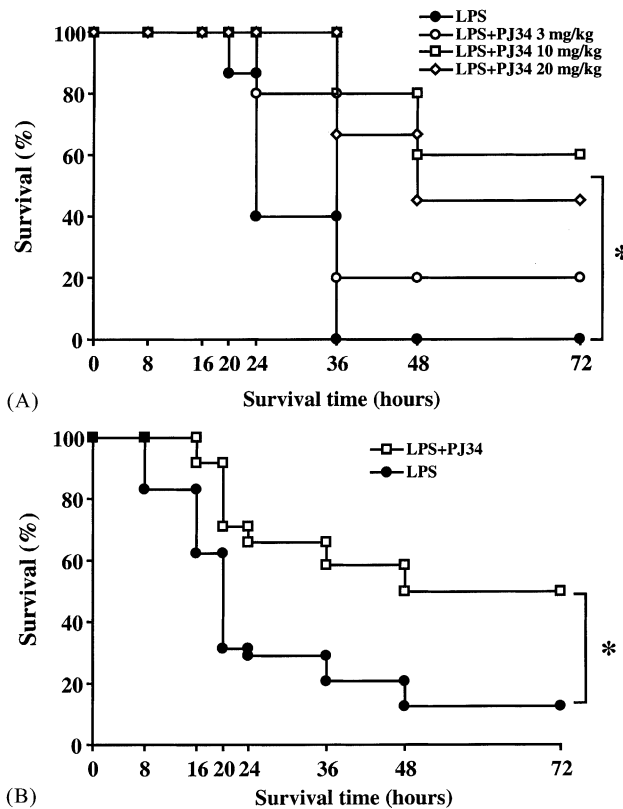 LPS
LPS+PJ34 3 mg/kg
LPS+PJ34 10 mg/kg
LPS+PJ34 20 mg/kg
100
80
60
40
20
0
Survival (%)
*
0 8 16 20 24 36 48 72
(A)
Survival time (hours)
LPS+PJ34
LPS
100
80
60
40
20
0
Survival (%)
*
0 8 16 20 24 36 48 72
(B)
Survival time (hours)